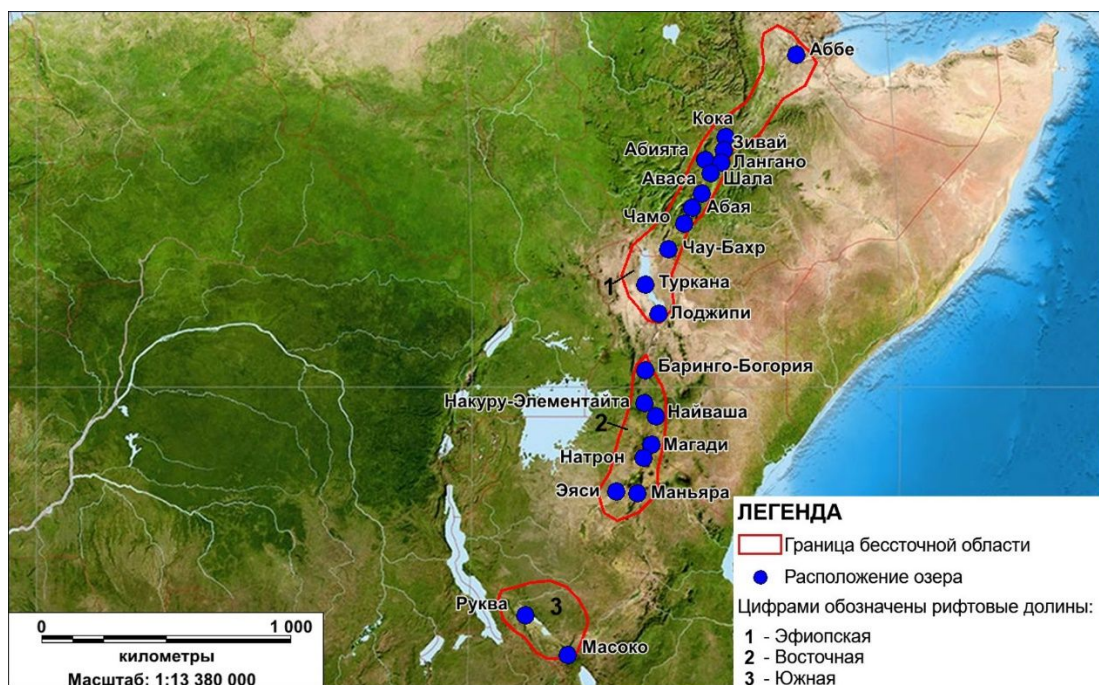 Аббе
Кока
Зивай
Абията
Лангано
Аваса
Шала
Абая
Чамо
Чау-Бахр
1
Туркана
Лоджипи
Баринго-Богория
Накуру-Элементайта
Найваша
2
Магади
Натрон
Эяси
Маньяра
Руква
3
Масоко
0
1 000
километры
Масштаб: 1:13 380 000
ЛЕГЕНДА
Граница бессточной области
Расположение озера
Цифрами обозначены рифтовые долины:
1 - Эфиопская
2 - Восточная
3 - Южная